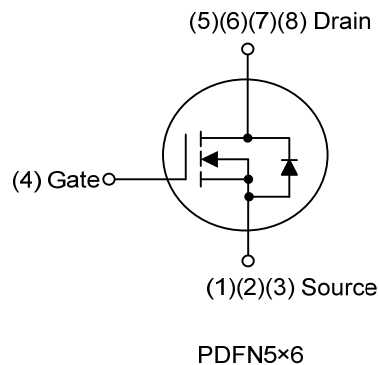 (5)(6)(7)(8) Drain
(4) Gate
(1)(2)(3) Source
PDFN5×6